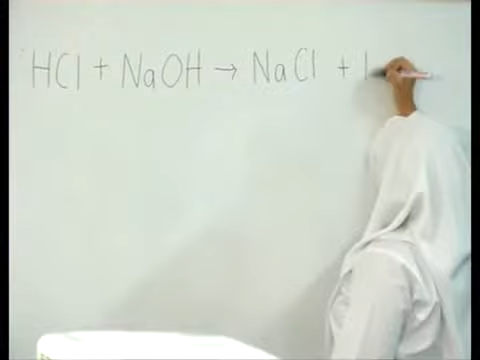 HCl + NaOH → NaCl + l